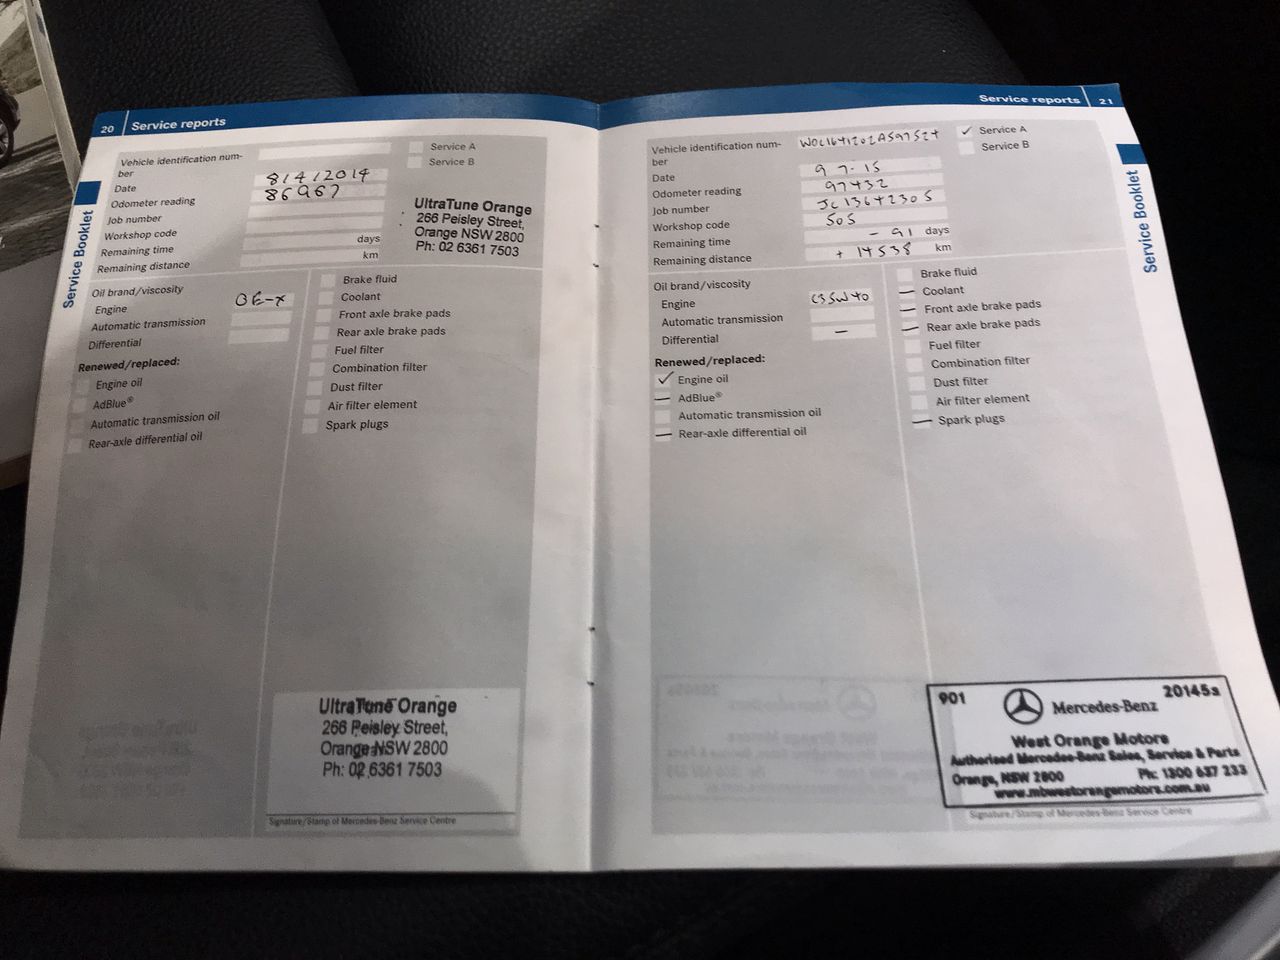 20 Service reports
Vehicle identification num-
ber
Date 8/4/2014
Odometer reading 86967
Job number
Workshop code
Remaining time days
Remaining distance km
Service A
Service B
UltraTune Orange
266 Peisley Street,
Orange NSW 2800
Ph: 02 6361 7503
Service Booklet
Oil brand/viscosity
Engine OE-X
Automatic transmission
Differential
Renewed/replaced:
Engine oil
AdBlue®
Automatic transmission oil
Rear-axle differential oil
Brake fluid
Coolant
Front axle brake pads
Rear axle brake pads
Fuel filter
Combination filter
Dust filter
Air filter element
Spark plugs
UltraTune Orange
266 Peisley Street,
Orange NSW 2800
Ph: 02 6361 7503
Signature/Stamp of Mercedes-Benz Service Centre
Service reports 21
Vehicle identification num-
ber
Date 9 7·15
Odometer reading 97432
Job number
Workshop code 505
Remaining time - 91 days
Remaining distance + 14538 km
✓ Service A
Service B
Service Booklet
Oil brand/viscosity
Engine
Automatic transmission
Differential —
Renewed/replaced:
✓ Engine oil
— AdBlue®
Automatic transmission oil
— Rear-axle differential oil
Brake fluid
— Coolant
— Front axle brake pads
— Rear axle brake pads
Fuel filter
Combination filter
Dust filter
Air filter element
— Spark plugs
901 Mercedes-Benz 20145a
West Orange Motors
Authorised Mercedes-Benz Sales, Service & Parts
Orange, NSW 2800 Ph: 1300 637 233
www.mbwestorangemotors.com.au
Signature/Stamp of Mercedes-Benz Service Centre